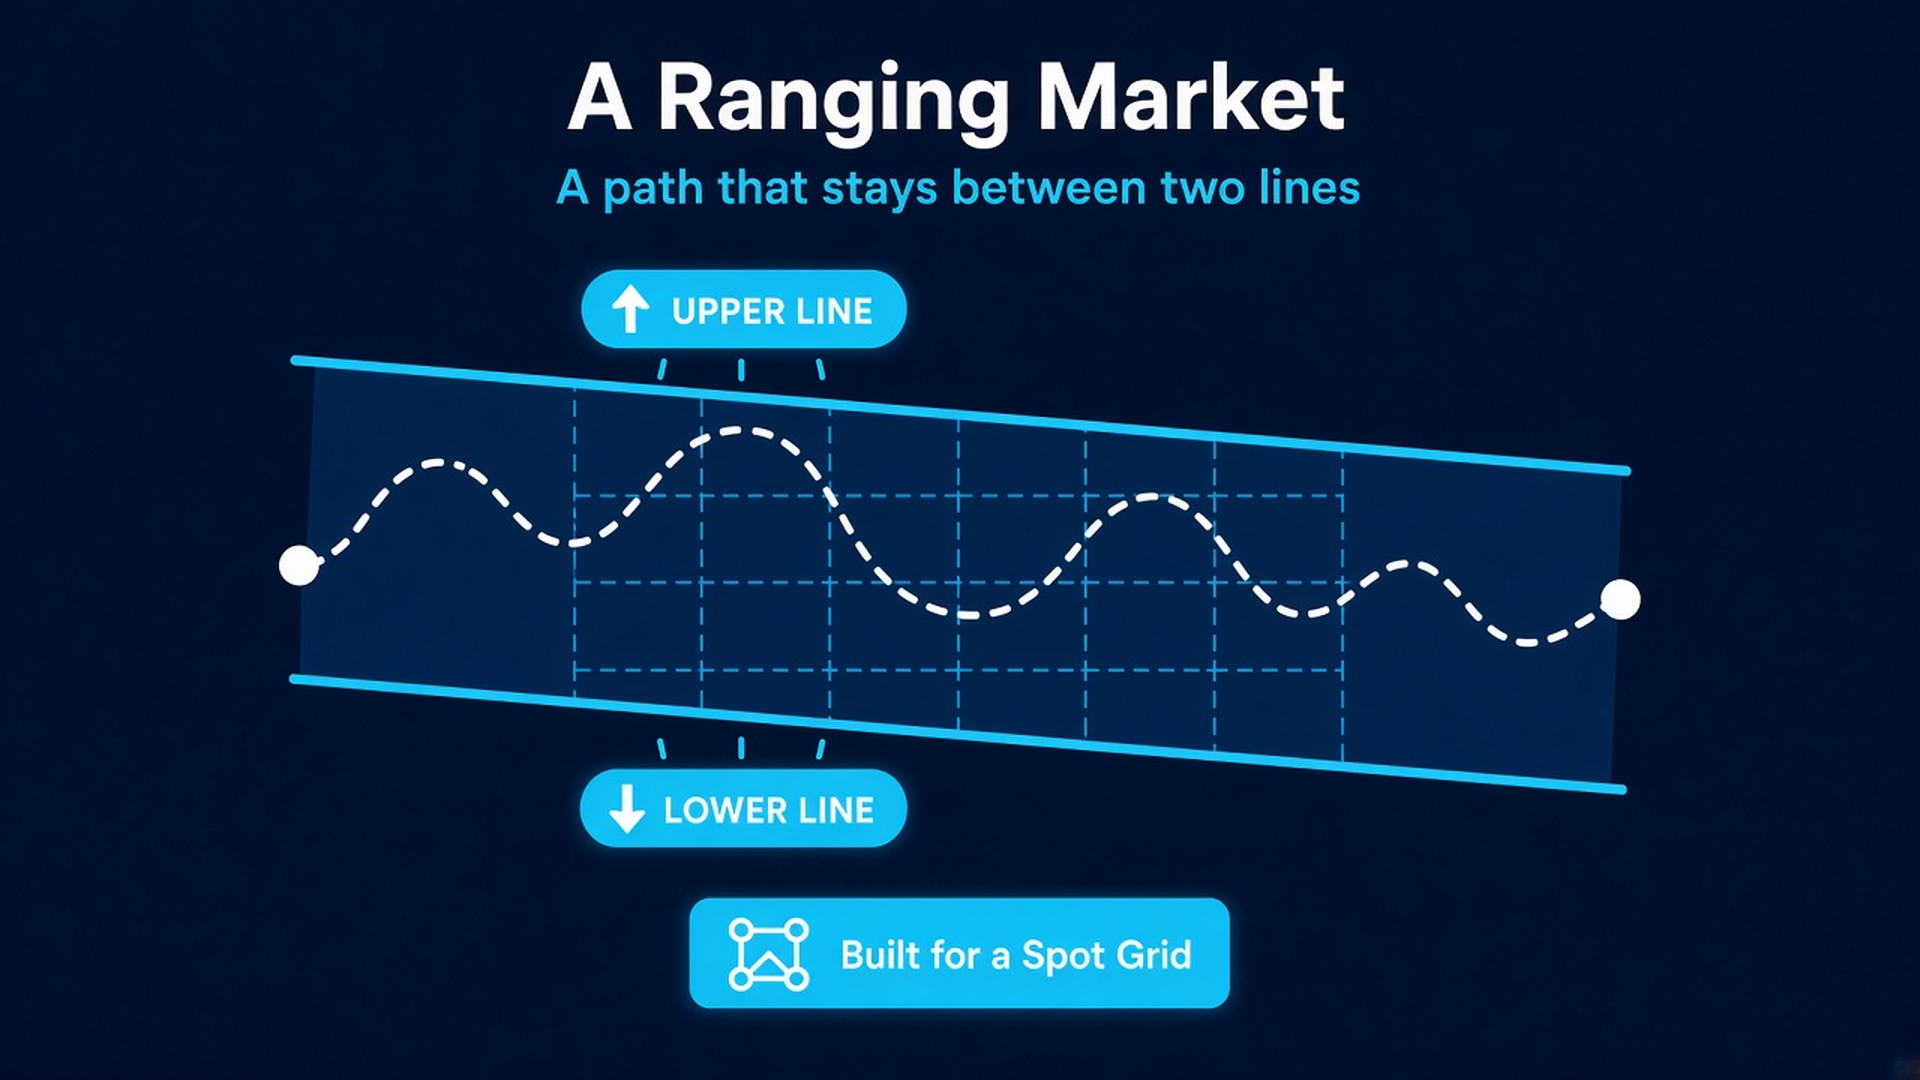 A Ranging Market
A path that stays between two lines
UPPER LINE
LOWER LINE
Built for a Spot Grid